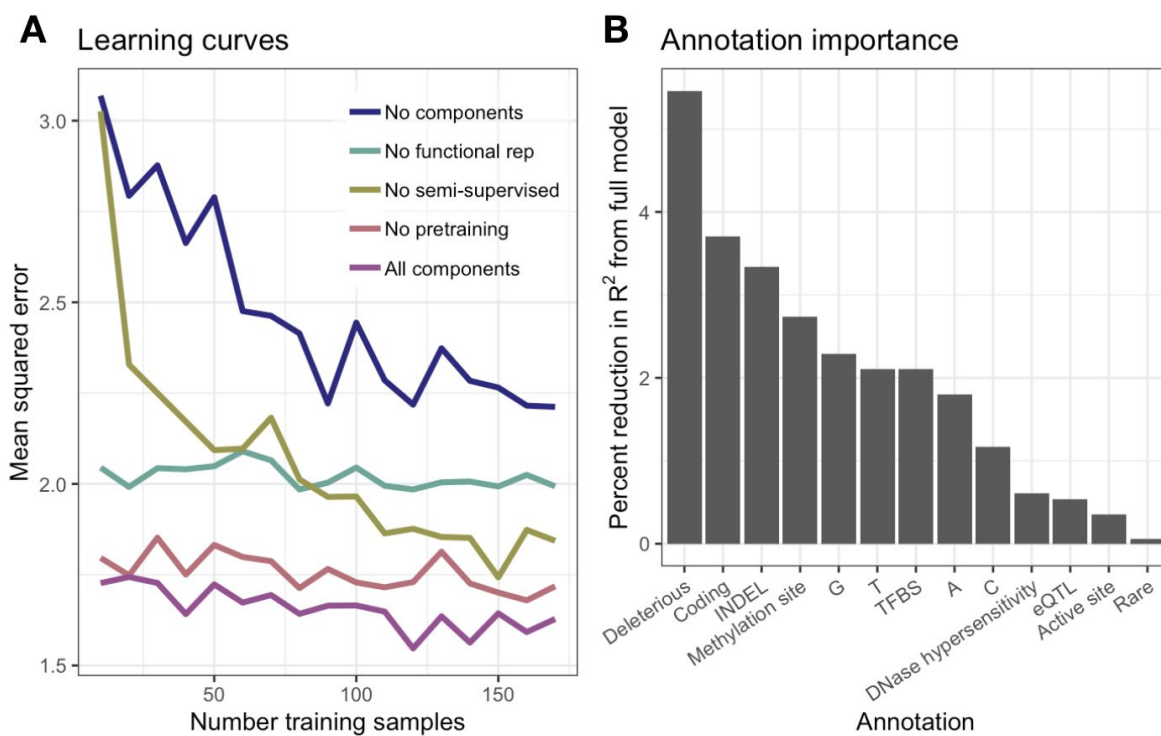 A Learning curves
3.0
2.5
2.0
1.5
Mean squared error
No components
No functional rep
No semi-supervised
No pretraining
All components
50
100
150
Number training samples
B Annotation importance
4
2
0
Percent reduction in R² from full model
Deleterious
Coding
INDEL
Methylation site
G
T
TFBS
A
C
DNase hypersensitivity
eQTL
Active site
Rare
Annotation